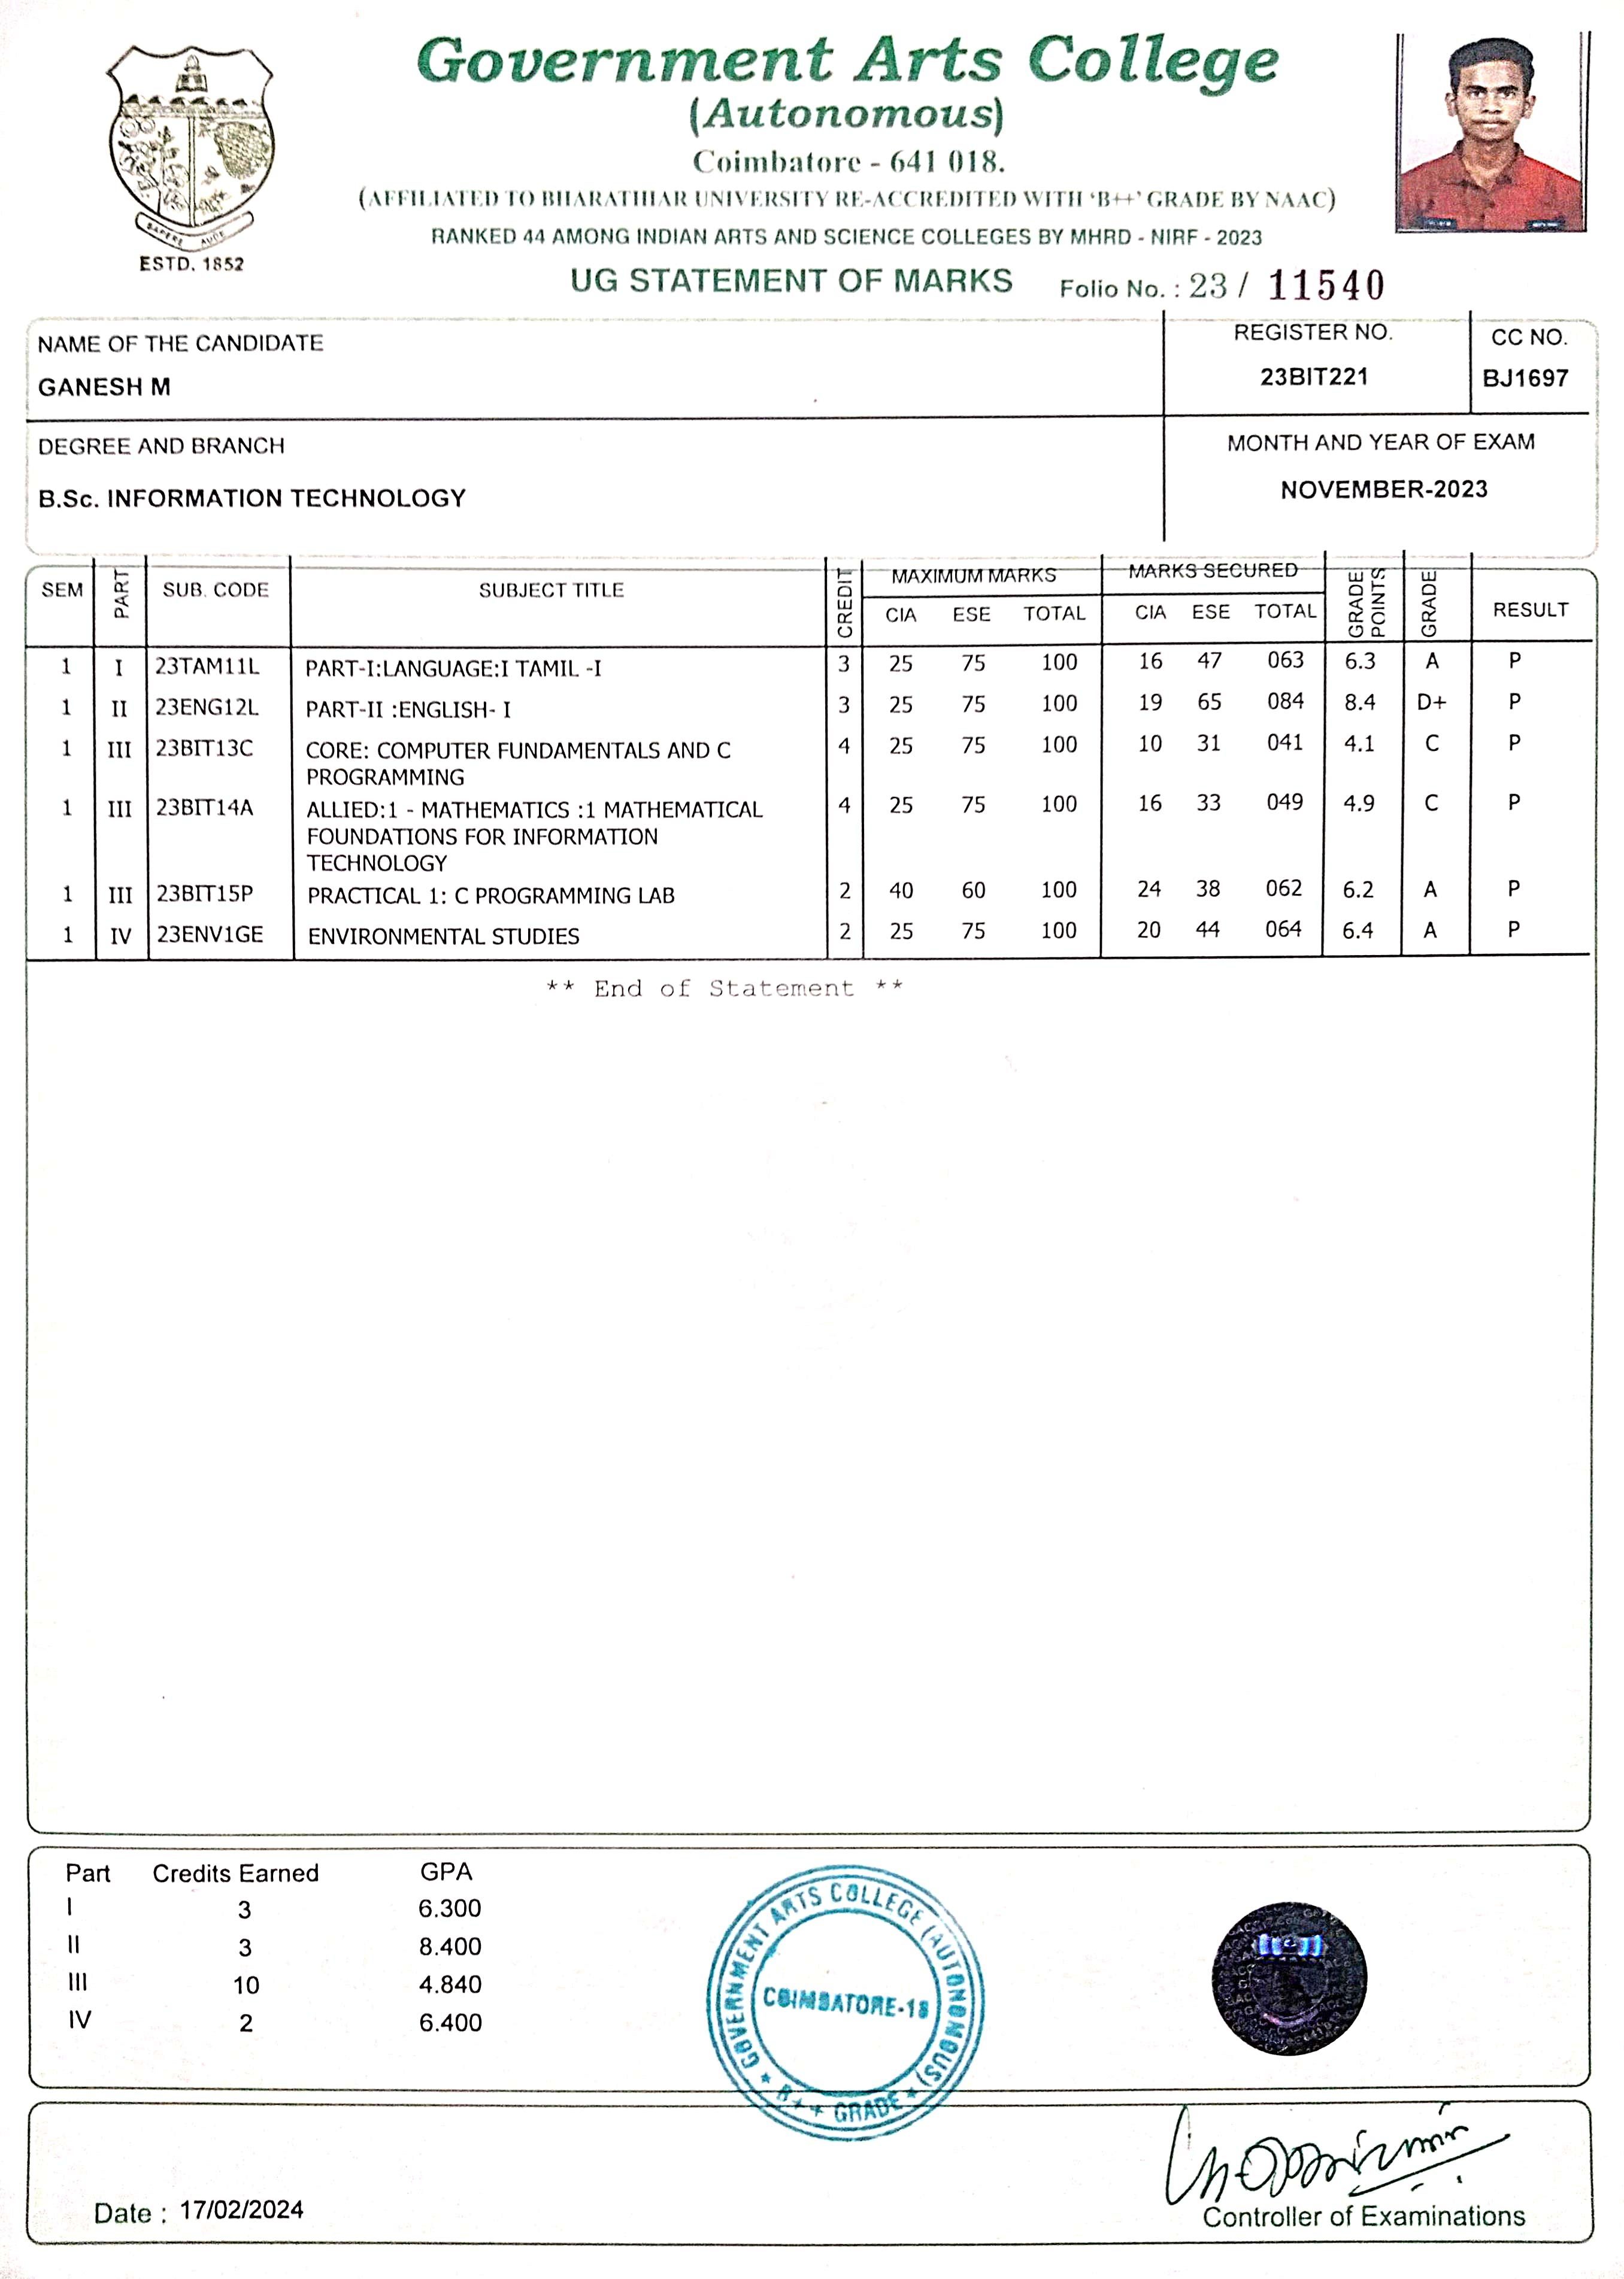 Government Arts College
(Autonomous)
Coimbatore - 641 018.
(AFFILIATED TO BHARATHIAR UNIVERSITY RE-ACCREDITED WITH 'B++' GRADE BY NAAC)
RANKED 44 AMONG INDIAN ARTS AND SCIENCE COLLEGES BY MHRD - NIRF - 2023
SAPERE AUDE
ESTD. 1852
UG STATEMENT OF MARKS Folio No. : 23 / 11540
NAME OF THE CANDIDATE REGISTER NO. CC NO.
GANESH M 23BIT221 BJ1697
DEGREE AND BRANCH MONTH AND YEAR OF EXAM
B.Sc. INFORMATION TECHNOLOGY NOVEMBER-2023
SEM PART SUB. CODE SUBJECT TITLE CREDIT MAXIMUM MARKS MARKS SECURED GRADE POINTS GRADE RESULT
CIA ESE TOTAL CIA ESE TOTAL
1 I 23TAM11L PART-I:LANGUAGE:I TAMIL -I 3 25 75 100 16 47 063 6.3 A P
1 II 23ENG12L PART-II :ENGLISH- I 3 25 75 100 19 65 084 8.4 D+ P
1 III 23BIT13C CORE: COMPUTER FUNDAMENTALS AND C 4 25 75 100 10 31 041 4.1 C P
PROGRAMMING
1 III 23BIT14A ALLIED:1 - MATHEMATICS :1 MATHEMATICAL 4 25 75 100 16 33 049 4.9 C P
FOUNDATIONS FOR INFORMATION
TECHNOLOGY
1 III 23BIT15P PRACTICAL 1: C PROGRAMMING LAB 2 40 60 100 24 38 062 6.2 A P
1 IV 23ENV1GE ENVIRONMENTAL STUDIES 2 25 75 100 20 44 064 6.4 A P
** End of Statement **
Part Credits Earned GPA
I 3 6.300
II 3 8.400
III 10 4.840
IV 2 6.400
GOVERNMENT ARTS COLLEGE (AUTONOMOUS)
COIMBATORE-18
★ B++ GRADE ★
Date : 17/02/2024
Controller of Examinations